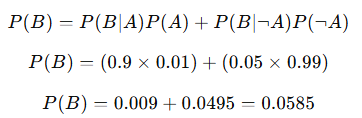 P(B) = P(B|A)P(A) + P(B|¬A)P(¬A)
P(B) = (0.9 × 0.01) + (0.05 × 0.99)
P(B) = 0.009 + 0.0495 = 0.0585